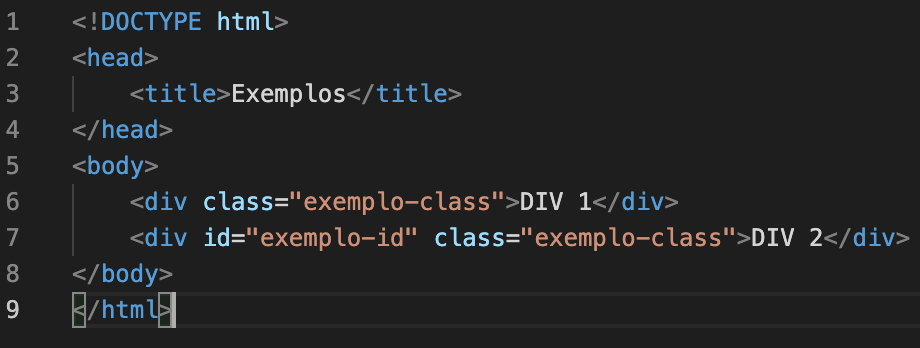 1 <!DOCTYPE html>
2 <head>
3     <title>Exemplos</title>
4 </head>
5 <body>
6     <div class="exemplo-class">DIV 1</div>
7     <div id="exemplo-id" class="exemplo-class">DIV 2</div>
8 </body>
9 </html>